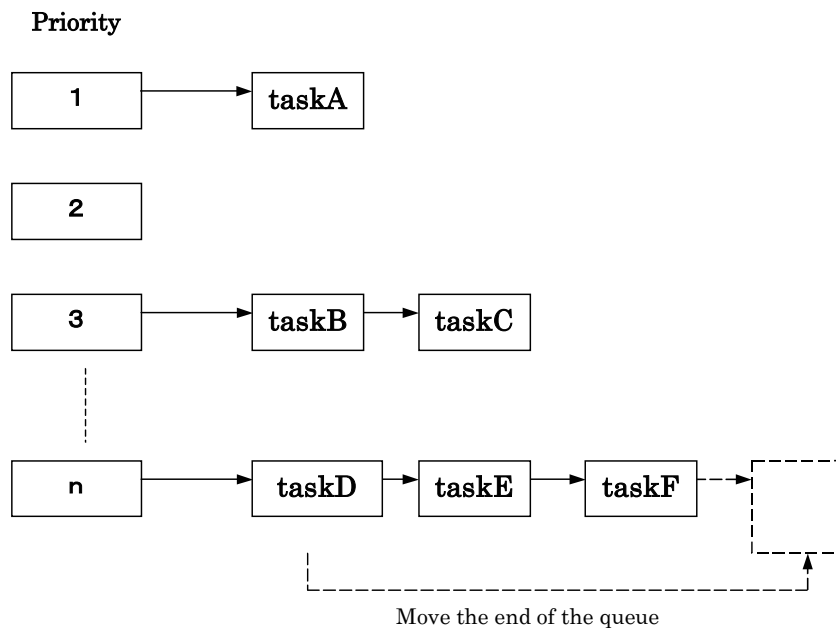 Priority
1 taskA
2
3 taskB taskC
n taskD taskE taskF
Move the end of the queue